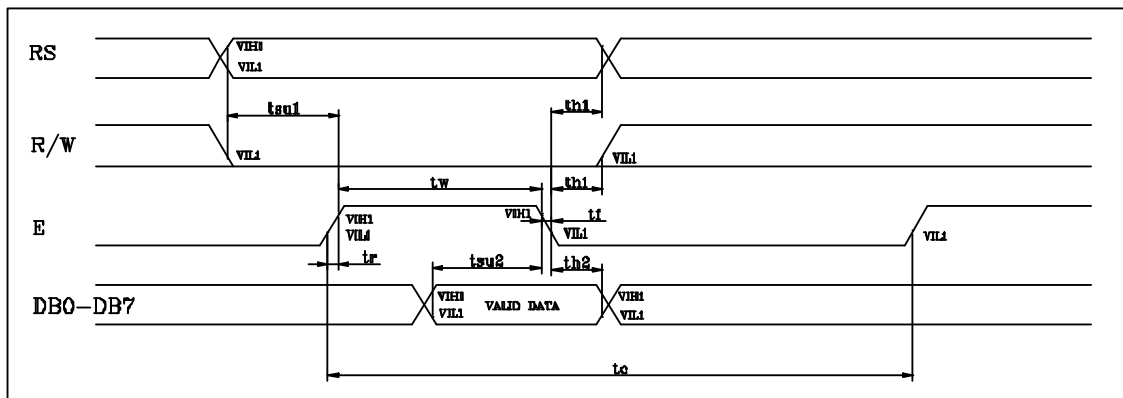 RS
VIH1
VIL1
tsu1
th1
R/W
VIL1
VIL1
tw
th1
E
VIH1
VIL1
VIH1
tf
VIL1
VIL1
tr
tsu2
th2
DB0-DB7
VIH1
VIL1
VALID DATA
VIH1
VIL1
tc